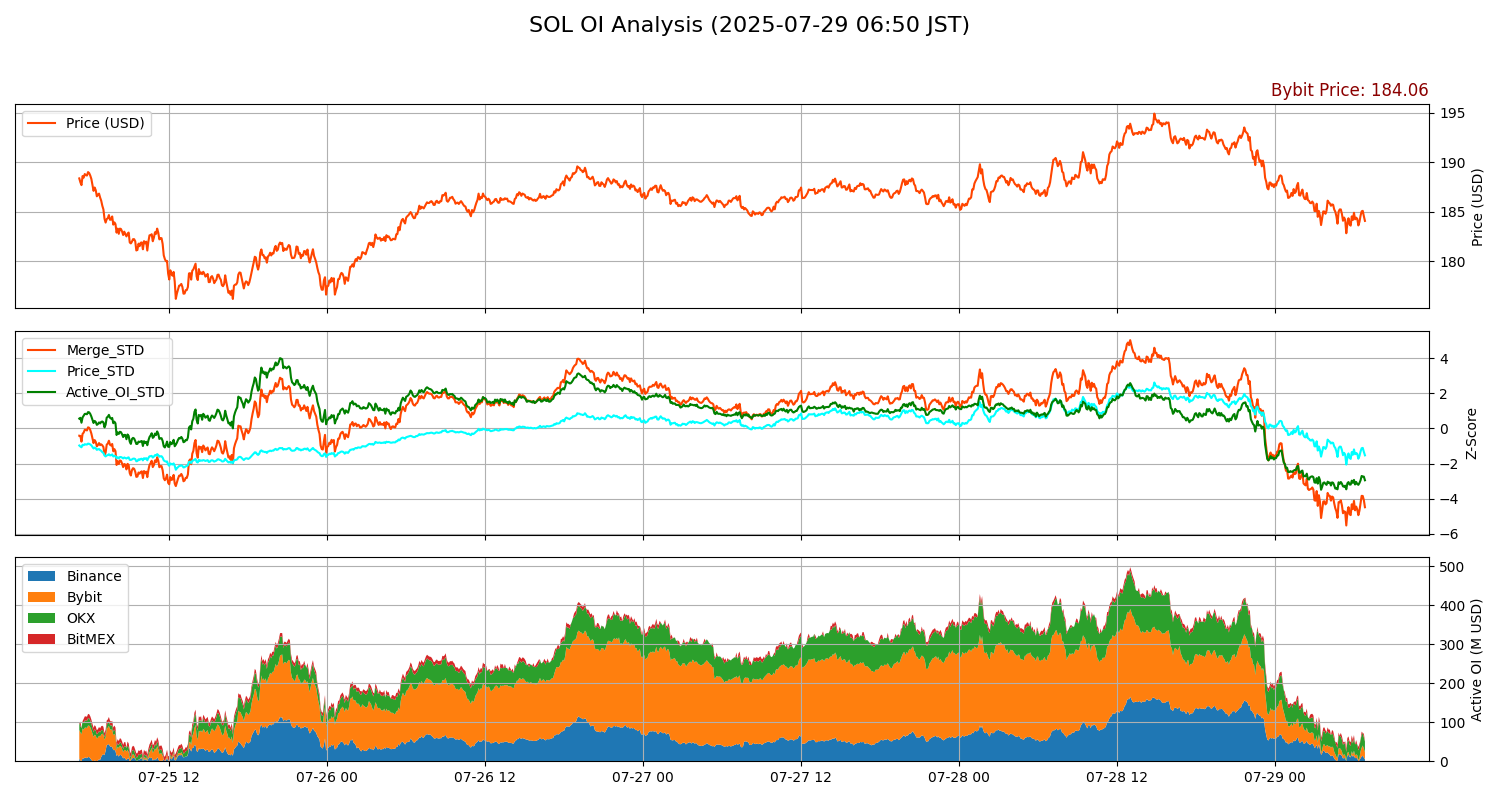 SOL OI Analysis (2025-07-29 06:50 JST)
Bybit Price: 184.06
Price (USD)
195
190
185
180
Price (USD)
Merge_STD
Price_STD
Active_OI_STD
4
2
0
−2
−4
−6
Z-Score
Binance
Bybit
OKX
BitMEX
500
400
300
200
100
0
Active OI (M USD)
07-25 12
07-26 00
07-26 12
07-27 00
07-27 12
07-28 00
07-28 12
07-29 00